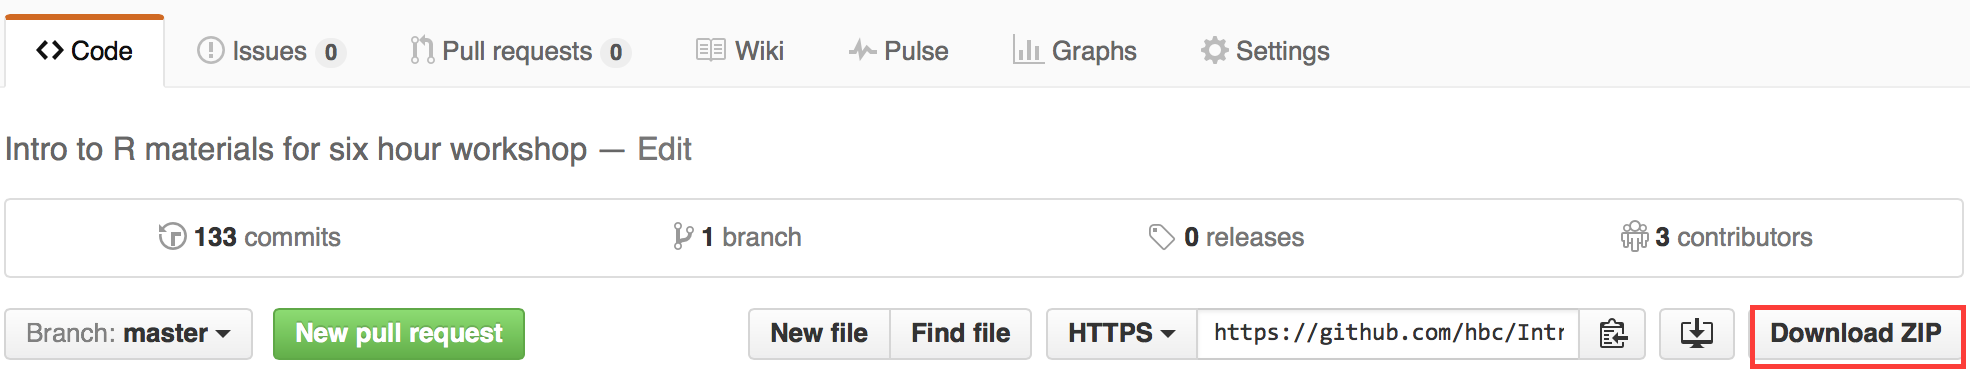 Code Issues 0 Pull requests 0 Wiki Pulse Graphs Settings
Intro to R materials for six hour workshop — Edit
133 commits 1 branch 0 releases 3 contributors
Branch: master New pull request New file Find file HTTPS https://github.com/hbc/Intr Download ZIP